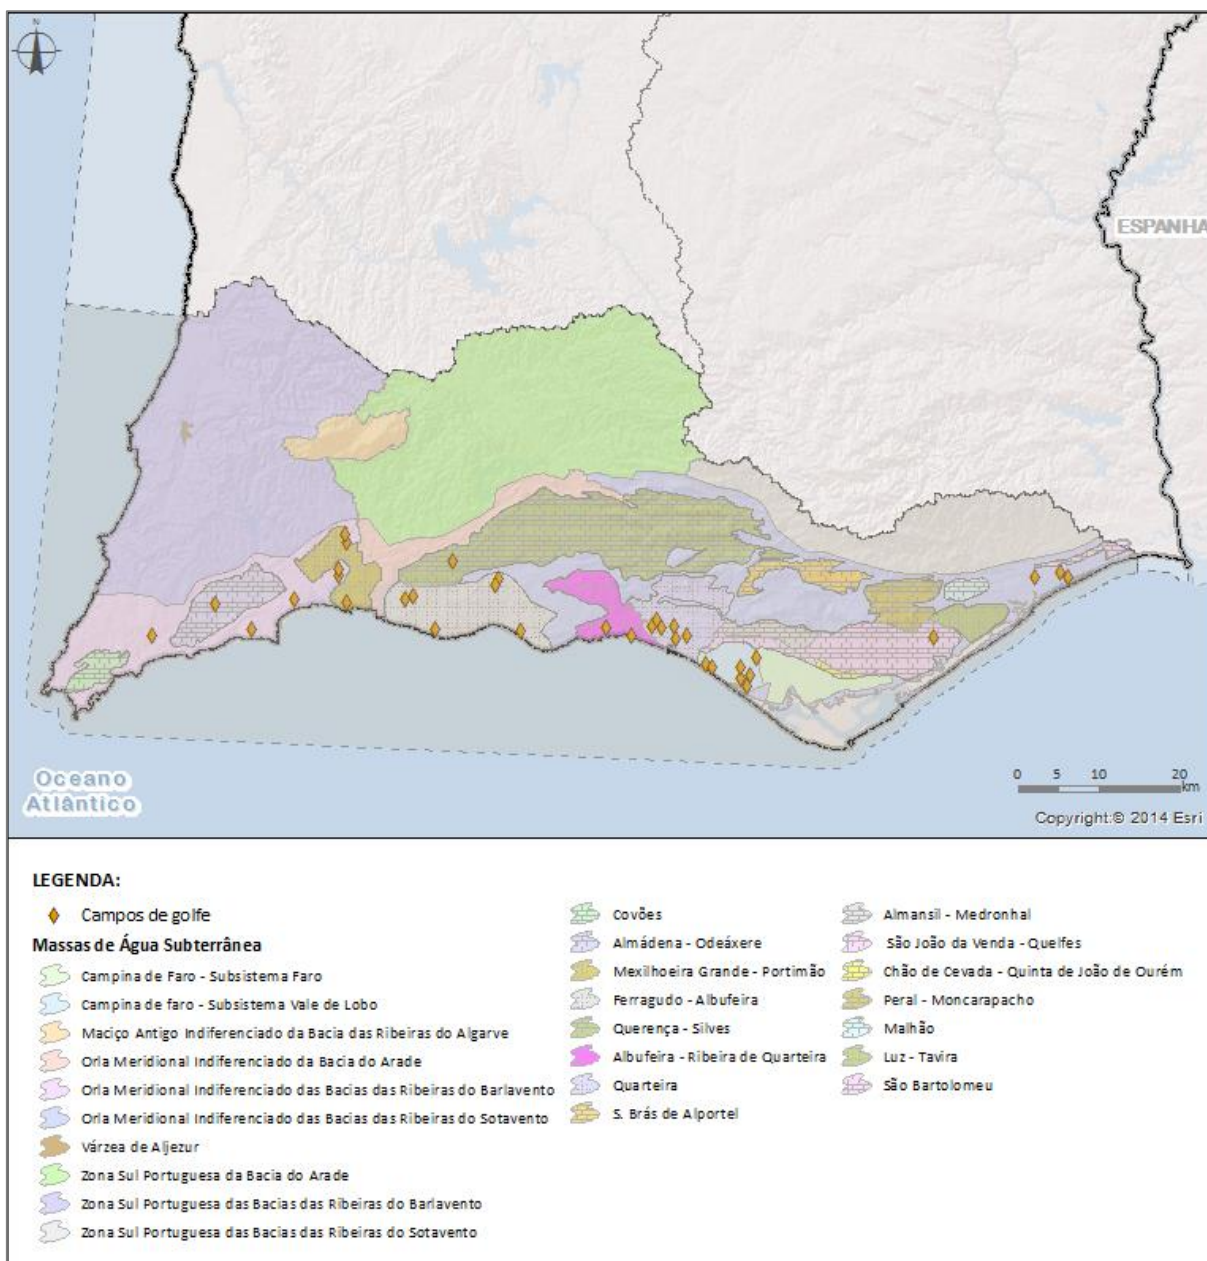 N
ESPANHA
Oceano
Atlântico
0 5 10 20
km
Copyright:© 2014 Esri
LEGENDA:
Campos de golfe
Massas de Água Subterrânea
Campina de Faro - Subsistema Faro
Campina de faro - Subsistema Vale de Lobo
Maciço Antigo Indiferenciado da Bacia das Ribeiras do Algarve
Orla Meridional Indiferenciado da Bacia do Arade
Orla Meridional Indiferenciado das Bacias das Ribeiras do Barlavento
Orla Meridional Indiferenciado das Bacias das Ribeiras do Sotavento
Várzea de Aljezur
Zona Sul Portuguesa da Bacia do Arade
Zona Sul Portuguesa das Bacias das Ribeiras do Barlavento
Zona Sul Portuguesa das Bacias das Ribeiras do Sotavento
Covões
Almádena - Odeáxere
Mexilhoeira Grande - Portimão
Ferragudo - Albufeira
Querença - Silves
Albufeira - Ribeira de Quarteira
Quarteira
S. Brás de Alportel
Almansil - Medronhal
São João da Venda - Quelfes
Chão de Cevada - Quinta de João de Ourém
Peral - Moncarapacho
Malhão
Luz - Tavira
São Bartolomeu